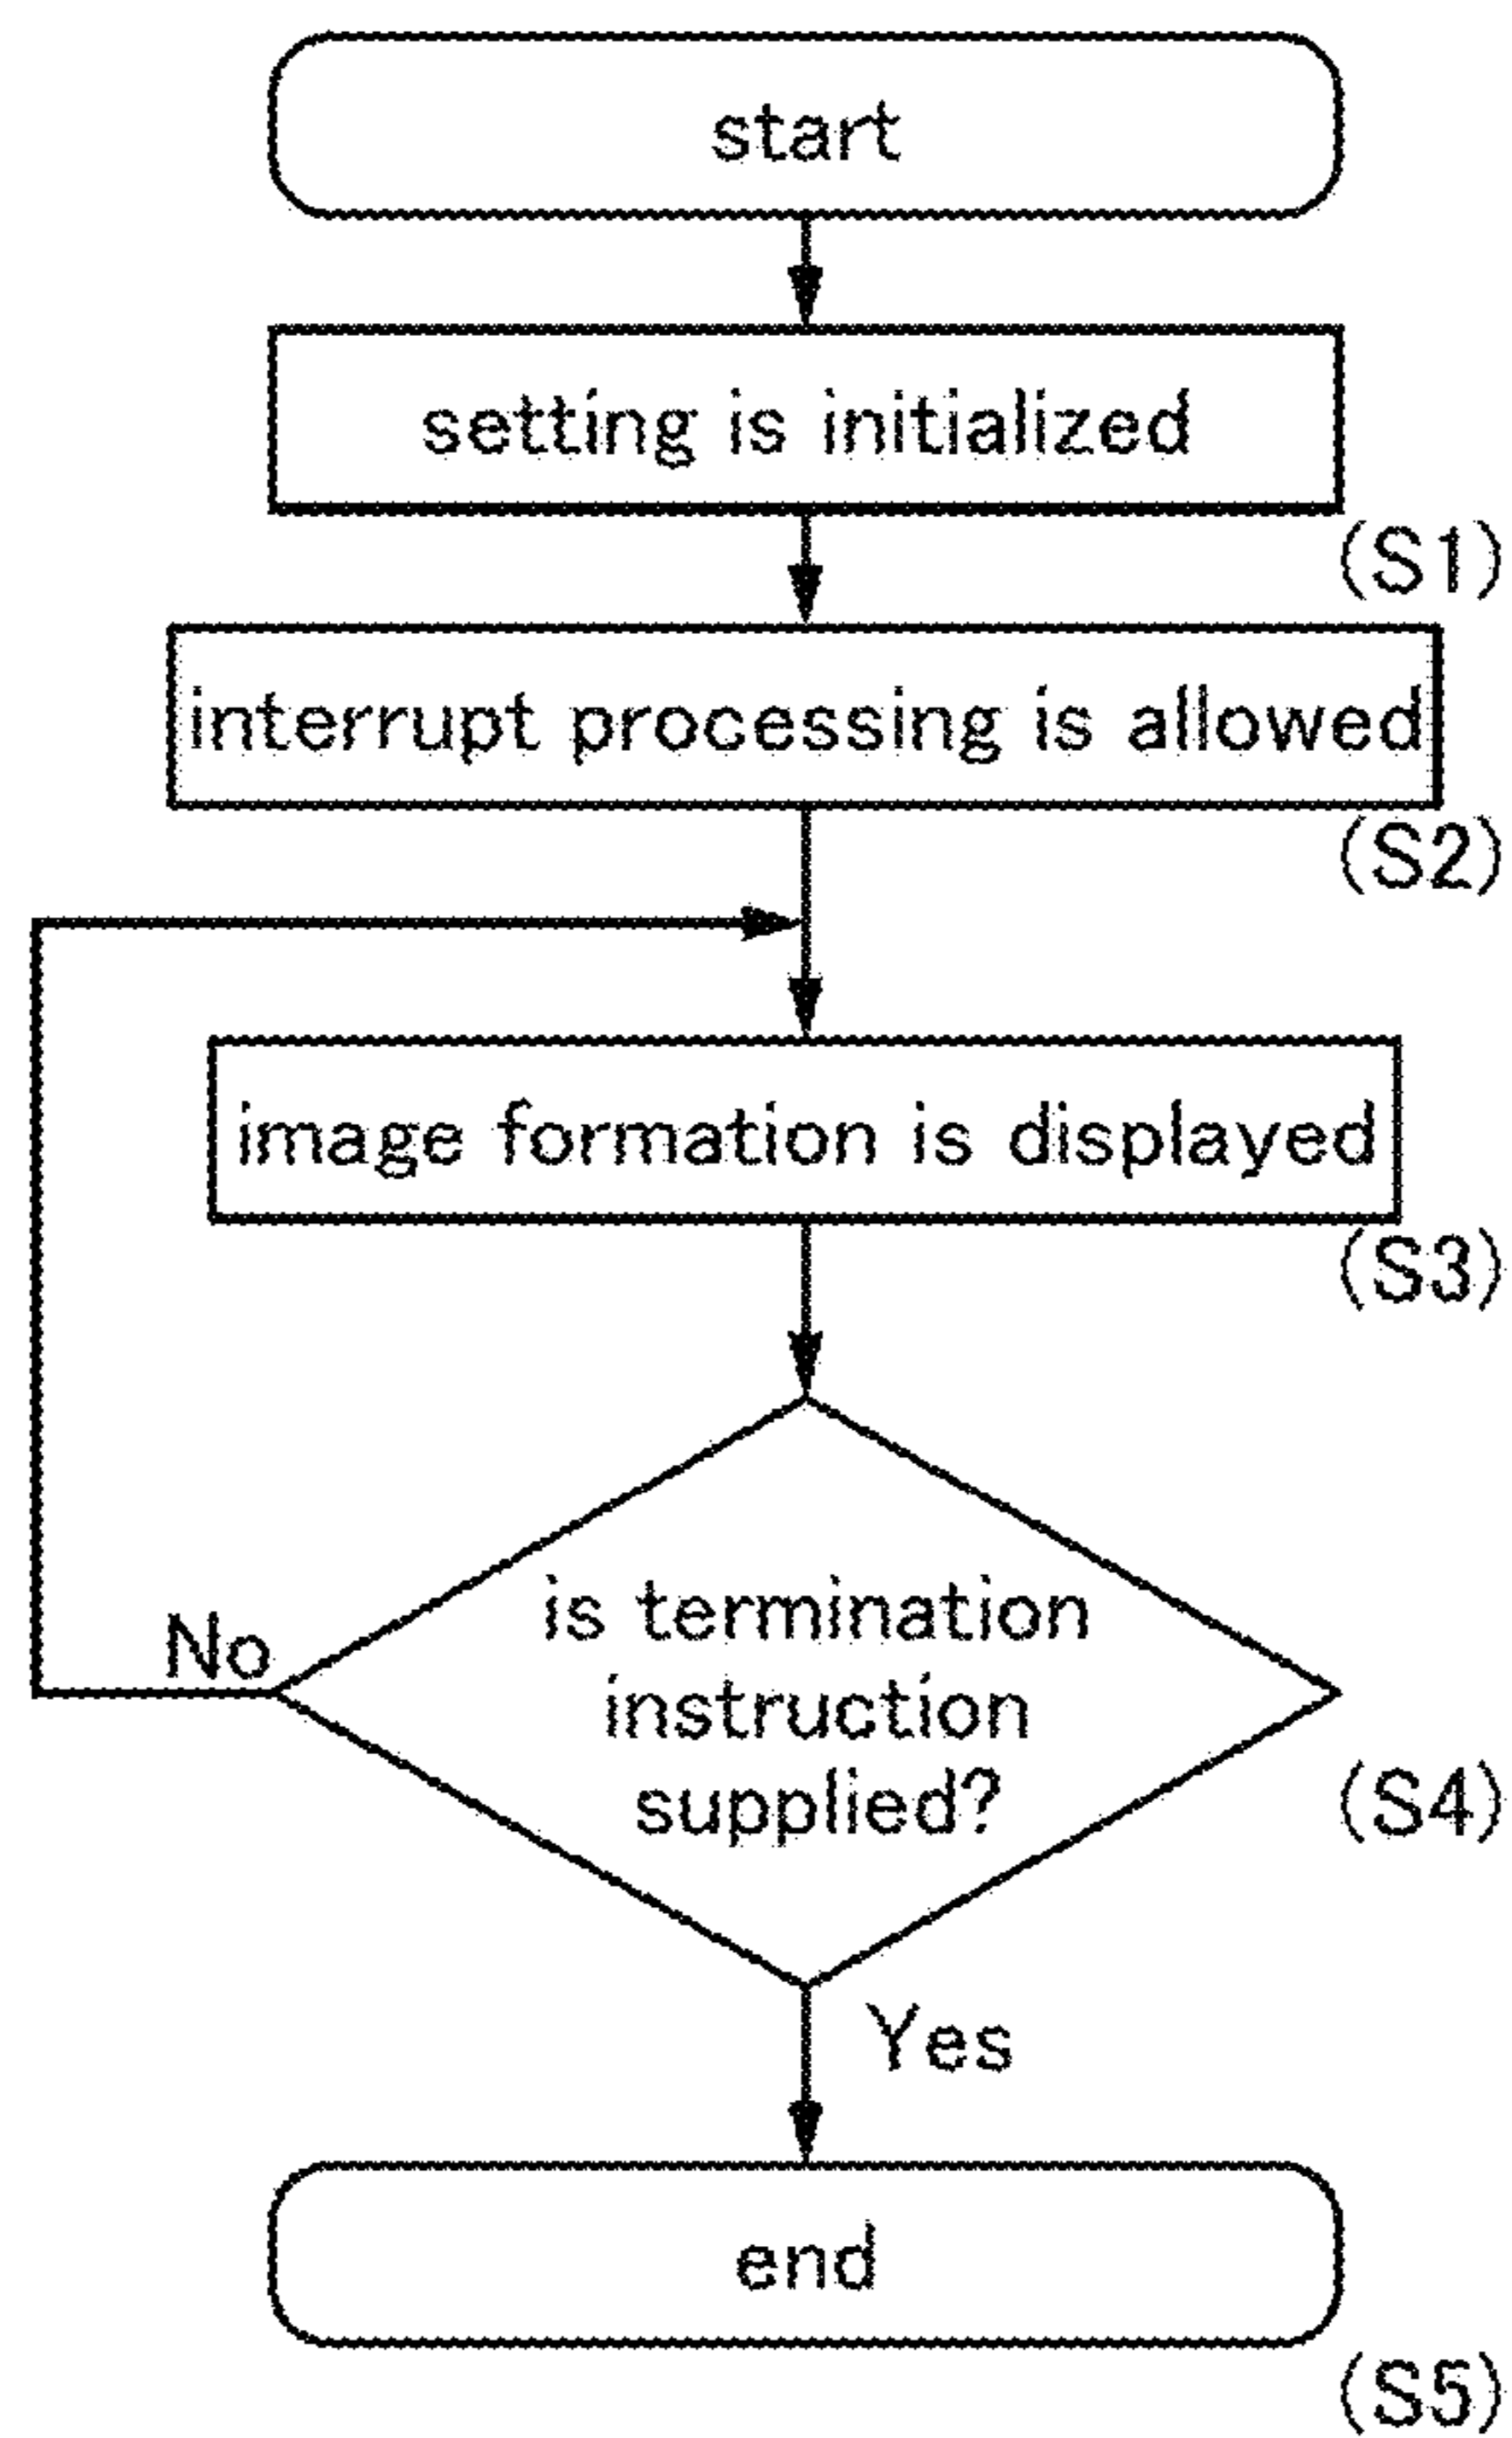 start
setting is initialized
(S1)
interrupt processing is allowed
(S2)
image formation is displayed
(S3)
is termination
instruction
supplied?
No
(S4)
Yes
end
(S5)